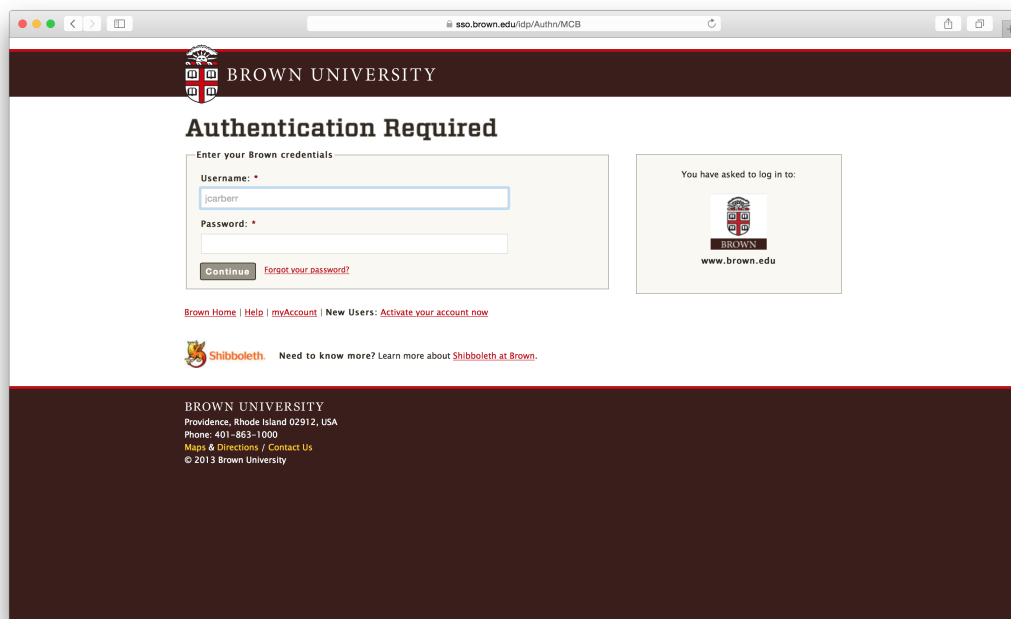 sso.brown.edu/idp/Authn/MCB
BROWN UNIVERSITY
Authentication Required
Enter your Brown credentials
Username: *
jcarberr
Password: *
Continue Forgot your password?
You have asked to log in to:
BROWN
www.brown.edu
Brown Home | Help | myAccount | New Users: Activate your account now
Shibboleth. Need to know more? Learn more about Shibboleth at Brown.
BROWN UNIVERSITY
Providence, Rhode Island 02912, USA
Phone: 401-863-1000
Maps & Directions / Contact Us
© 2013 Brown University